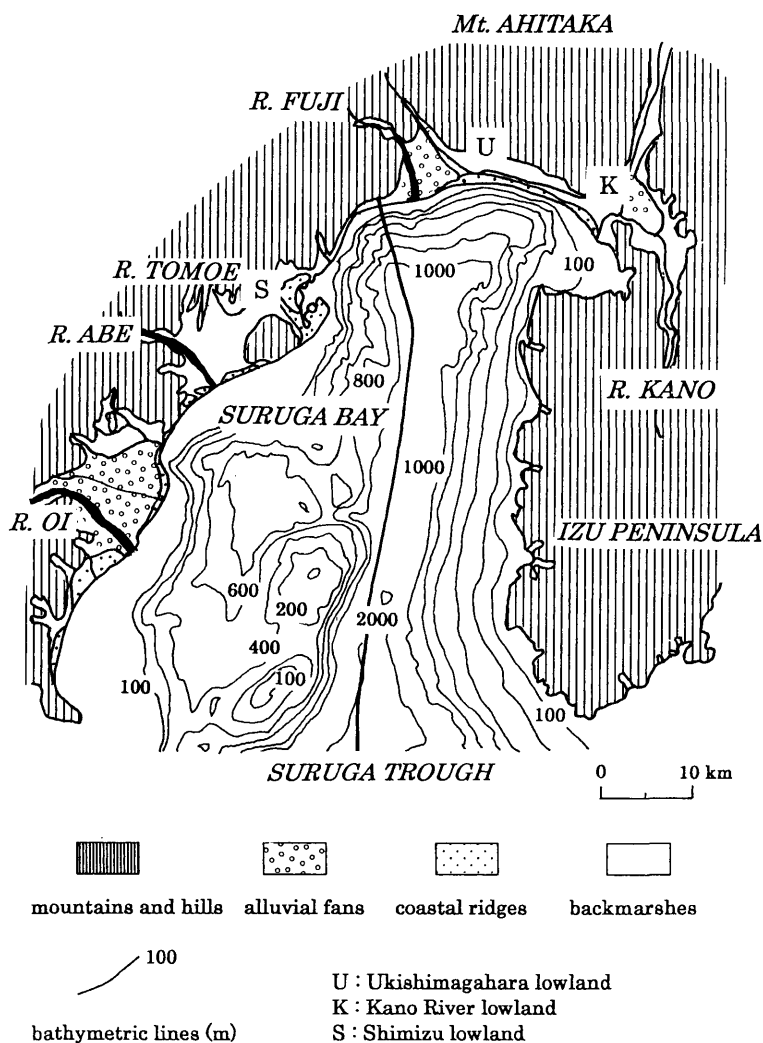 Mt. AHITAKA
R. FUJI
U
K
1000
100
R. TOMOE
S
R. ABE
800
R. KANO
SURUGA BAY
1000
R. OI
IZU PENINSULA
600
200
2000
400
100
100
100
SURUGA TROUGH
0 10 km
mountains and hills alluvial fans coastal ridges backmarshes
100
bathymetric lines (m)
U : Ukishimagahara lowland
K : Kano River lowland
S : Shimizu lowland